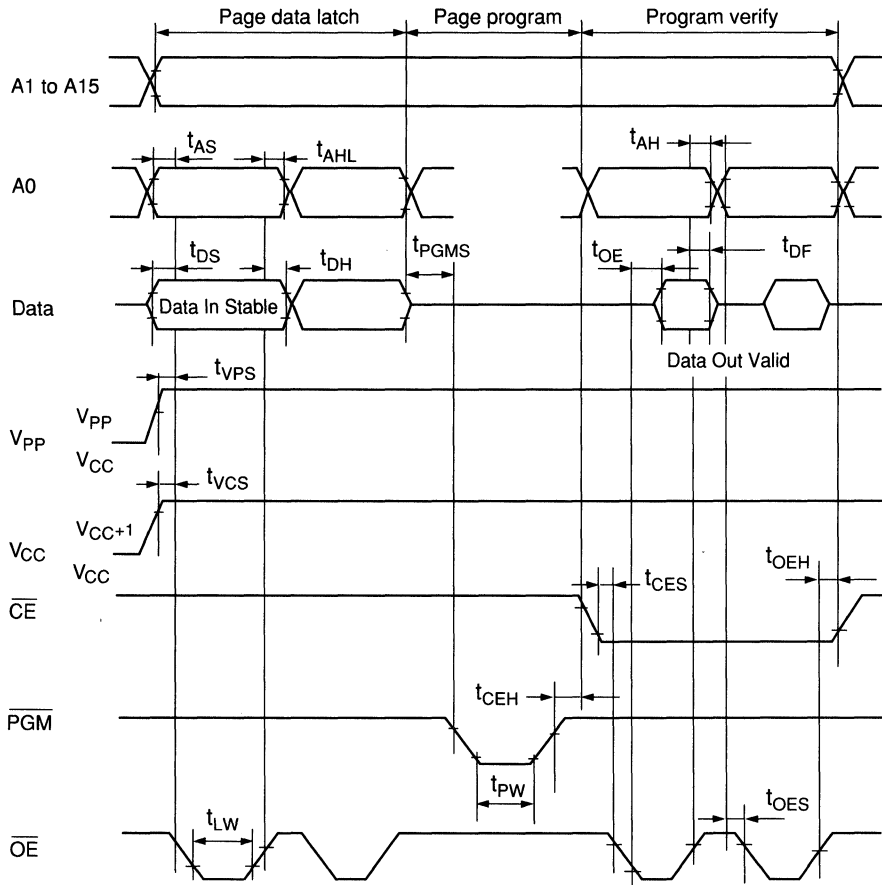 Page data latch Page program Program verify
A1 to A15
tAS tAHL tAH
A0
tDS tDH tPGMS tOE tDF
Data Data In Stable
Data Out Valid
tVPS
VPP
VPP
VCC
tVCS
VCC+1
VCC
VCC
tCES tOEH
CE
tCEH
PGM
tPW
tLW tOES
OE